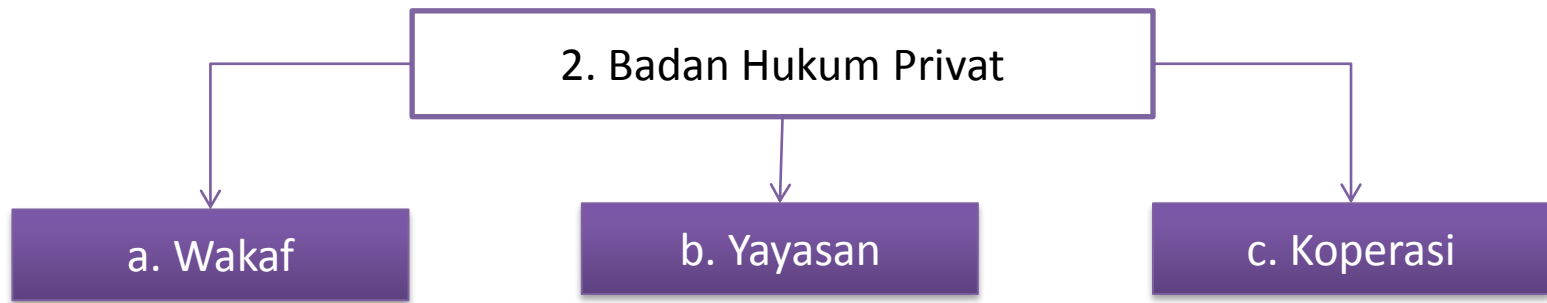 2. Badan Hukum Privat
a. Wakaf
b. Yayasan
c. Koperasi